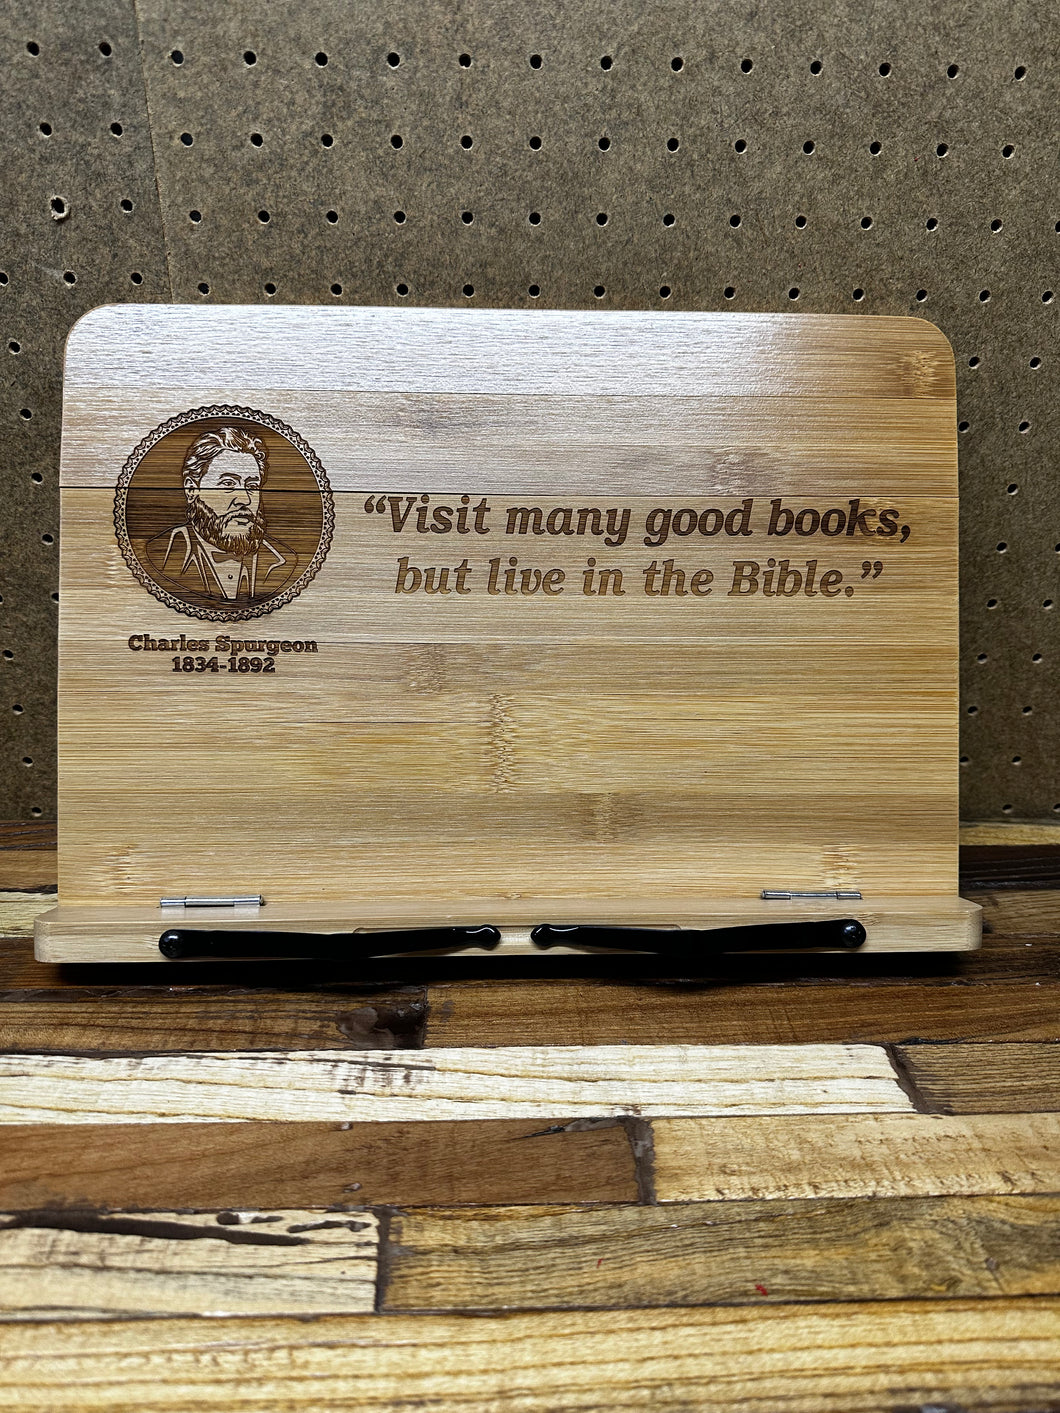 “Visit many good books,
but live in the Bible.”
Charles Spurgeon
1834-1892